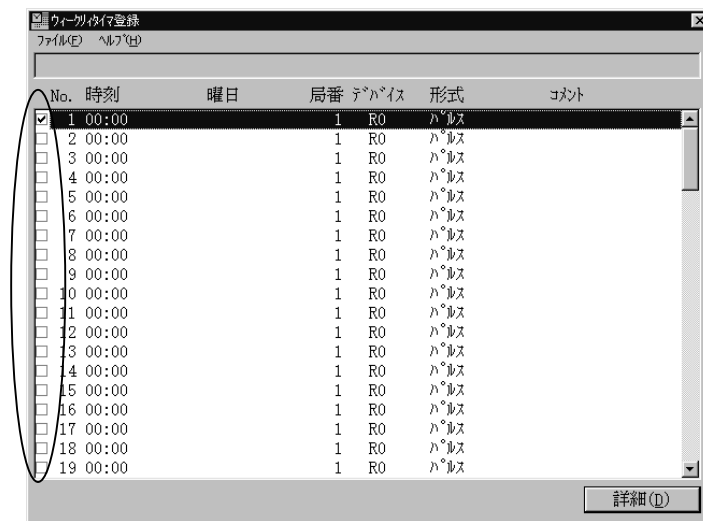 ｳｨｰｸﾘｨﾀｲﾏ登録
ﾌｧｲﾙ(F) ﾍﾙﾌﾟ(H)
No. 時刻 曜日 局番 ﾃﾞﾊﾞｲｽ 形式 ｺﾒﾝﾄ
1 00:00 1 R0 ﾊﾟﾙｽ
2 00:00 1 R0 ﾊﾟﾙｽ
3 00:00 1 R0 ﾊﾟﾙｽ
4 00:00 1 R0 ﾊﾟﾙｽ
5 00:00 1 R0 ﾊﾟﾙｽ
6 00:00 1 R0 ﾊﾟﾙｽ
7 00:00 1 R0 ﾊﾟﾙｽ
8 00:00 1 R0 ﾊﾟﾙｽ
9 00:00 1 R0 ﾊﾟﾙｽ
10 00:00 1 R0 ﾊﾟﾙｽ
11 00:00 1 R0 ﾊﾟﾙｽ
12 00:00 1 R0 ﾊﾟﾙｽ
13 00:00 1 R0 ﾊﾟﾙｽ
14 00:00 1 R0 ﾊﾟﾙｽ
15 00:00 1 R0 ﾊﾟﾙｽ
16 00:00 1 R0 ﾊﾟﾙｽ
17 00:00 1 R0 ﾊﾟﾙｽ
18 00:00 1 R0 ﾊﾟﾙｽ
19 00:00 1 R0 ﾊﾟﾙｽ
詳細(D)